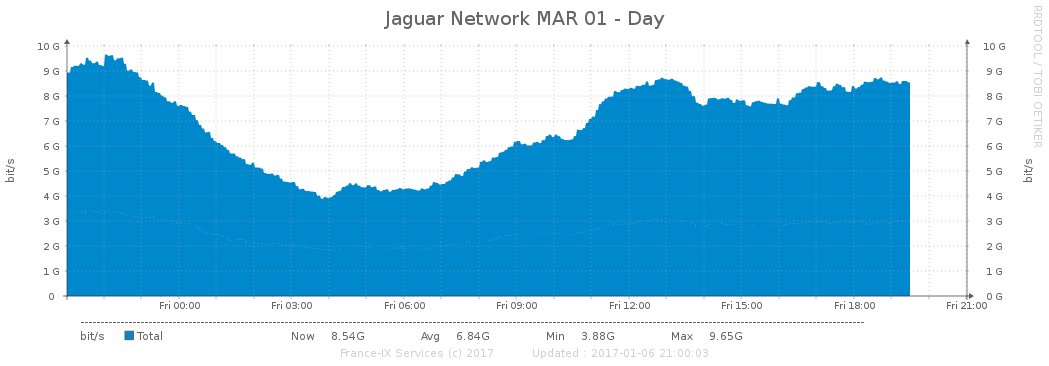 Jaguar Network MAR 01 - Day
RRDTOOL / TOBI OETIKER
bit/s
bit/s
10 G 10 G
9 G 9 G
8 G 8 G
7 G 7 G
6 G 6 G
5 G 5 G
4 G 4 G
3 G 3 G
2 G 2 G
1 G 1 G
0 0 G
Fri 00:00 Fri 03:00 Fri 06:00 Fri 09:00 Fri 12:00 Fri 15:00 Fri 18:00 Fri 21:00
bit/s Total Now 8.54G Avg 6.84G Min 3.88G Max 9.65G
France-IX Services (c) 2017 Updated : 2017-01-06 21:00:03